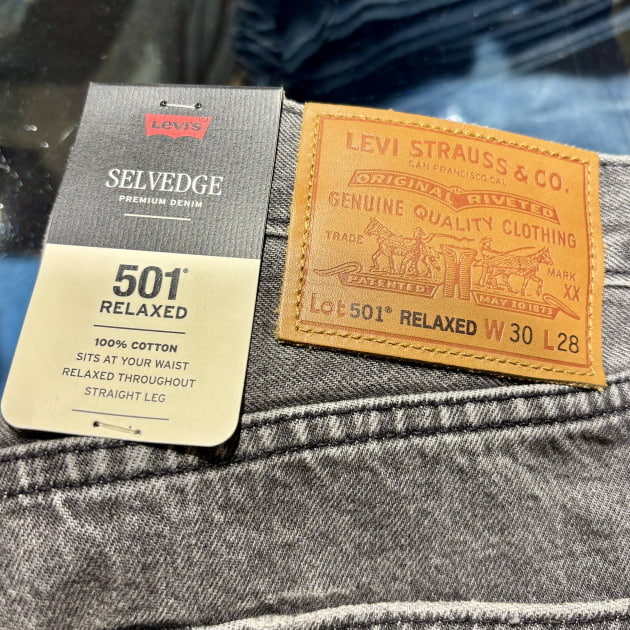 Levi's
SELVEDGE
PREMIUM DENIM
501®
RELAXED
100% COTTON
SITS AT YOUR WAIST
RELAXED THROUGHOUT
STRAIGHT LEG
LEVI STRAUSS & CO.
SAN FRANCISCO.CAL.
ORIGINAL RIVETED
GENUINE QUALITY CLOTHING
TRADE MARK
PATENTED MAY 20 1873
XX
Lot 501® RELAXED W 30 L 28